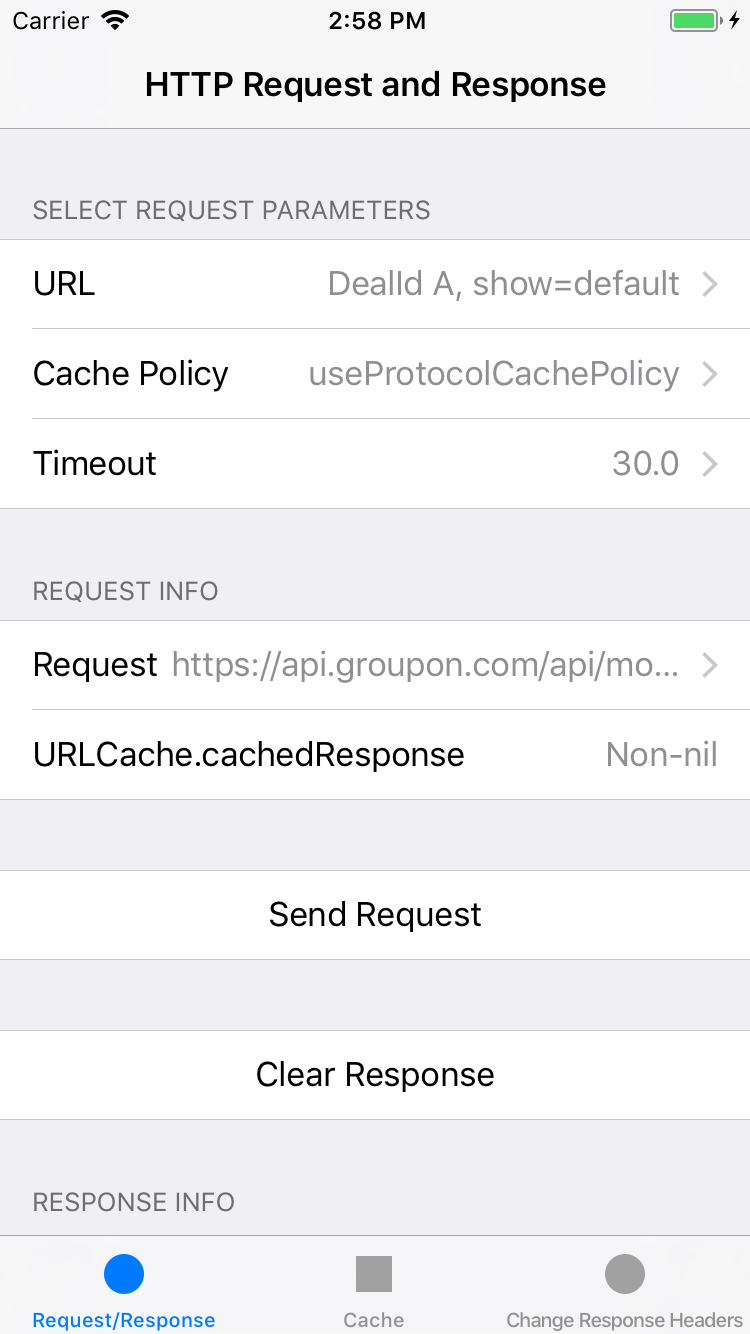 Carrier 2:58 PM
HTTP Request and Response
SELECT REQUEST PARAMETERS
URL DealId A, show=default
Cache Policy useProtocolCachePolicy
Timeout 30.0
REQUEST INFO
Request https://api.groupon.com/api/mo...
URLCache.cachedResponse Non-nil
Send Request
Clear Response
RESPONSE INFO
Request/Response Cache Change Response Headers